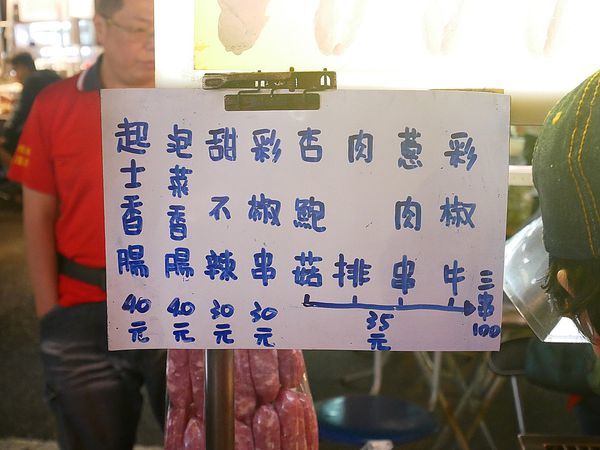 彩椒牛
蔥肉串
肉排
杏鮑菇
35元
三串100
彩椒串30元
甜不辣30元
泡菜香腸40元
起士香腸40元